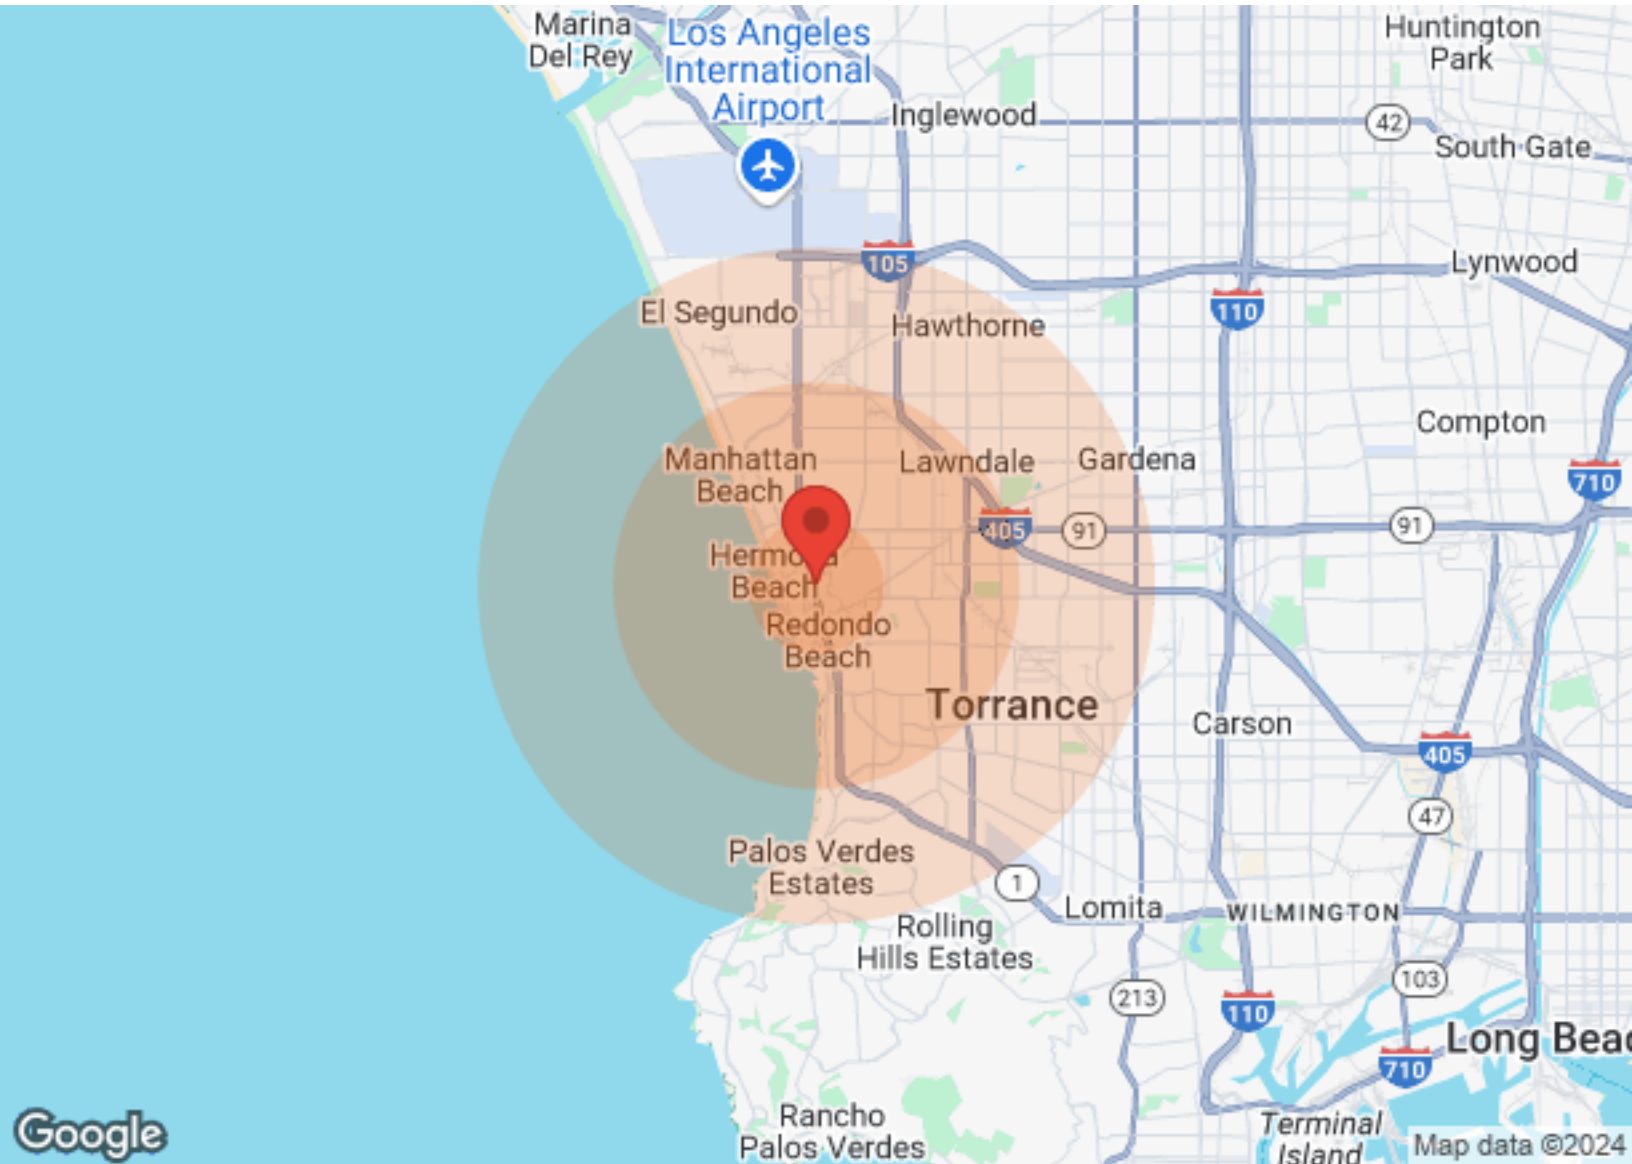 Marina
Del Rey
Los Angeles
International
Airport
Huntington
Park
Inglewood
42
South Gate
105
Lynwood
El Segundo
110
Hawthorne
Compton
Manhattan
Beach
Lawndale
Gardena
710
405
91
91
Hermosa
Beach
Redondo
Beach
Torrance
Carson
405
47
Palos Verdes
Estates
1
Lomita
WILMINGTON
Rolling
Hills Estates
103
213
110
Long Beac
710
Rancho
Palos Verdes
Terminal
Island
Google
Map data ©2024